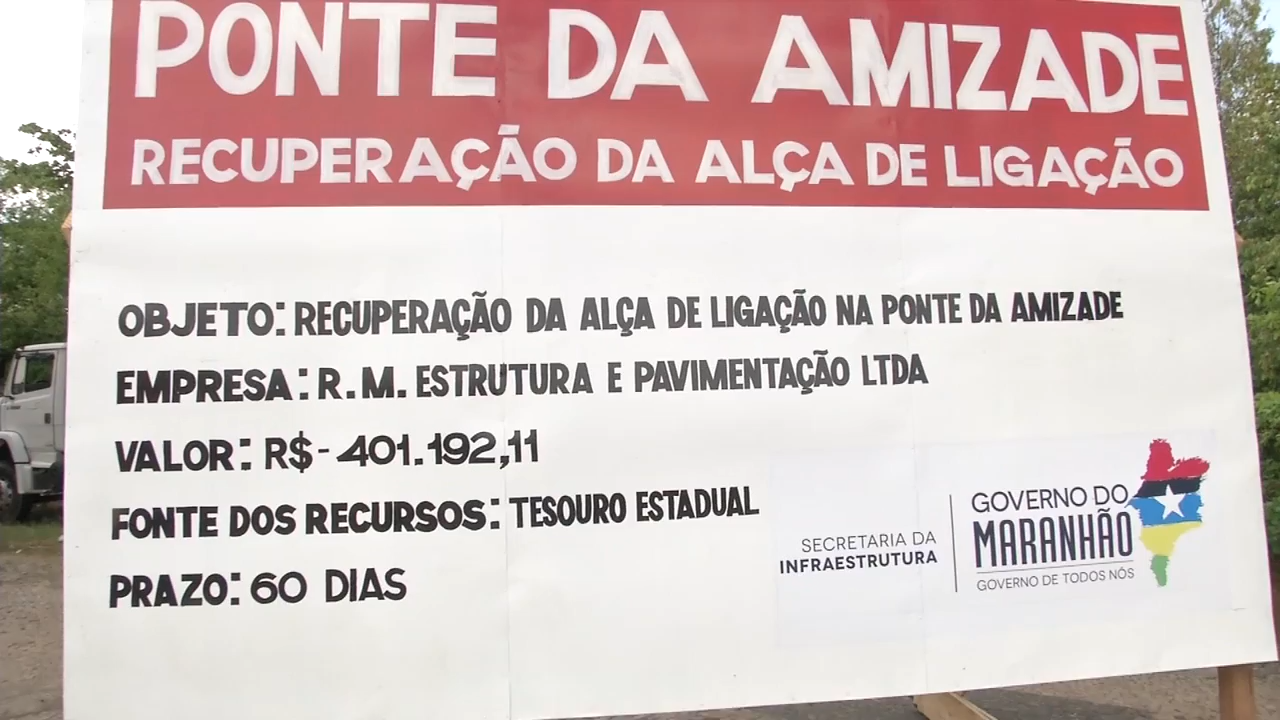 PONTE DA AMIZADE
RECUPERAÇÃO DA ALÇA DE LIGAÇÃO
OBJETO: RECUPERAÇÃO DA ALÇA DE LIGAÇÃO NA PONTE DA AMIZADE
EMPRESA: R.M. ESTRUTURA E PAVIMENTAÇÃO LTDA
VALOR: R$-401.192,11
FONTE DOS RECURSOS: TESOURO ESTADUAL
PRAZO: 60 DIAS
SECRETARIA DA
INFRAESTRUTURA
GOVERNO DO
MARANHÃO
GOVERNO DE TODOS NÓS